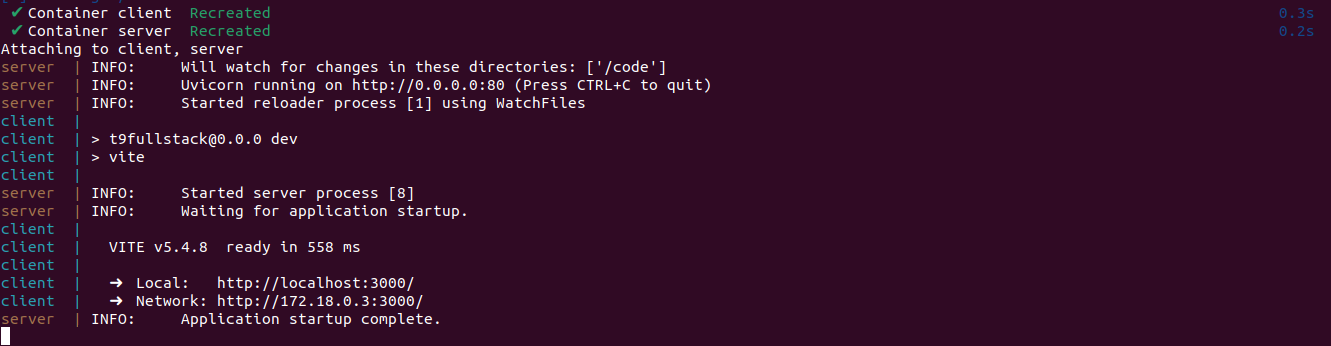 ✔ Container client  Recreated 0.3s
✔ Container server  Recreated 0.2s
Attaching to client, server
server  | INFO:     Will watch for changes in these directories: ['/code']
server  | INFO:     Uvicorn running on http://0.0.0.0:80 (Press CTRL+C to quit)
server  | INFO:     Started reloader process [1] using WatchFiles
client  |
client  | > t9fullstack@0.0.0 dev
client  | > vite
client  |
server  | INFO:     Started server process [8]
server  | INFO:     Waiting for application startup.
client  |
client  |   VITE v5.4.8  ready in 558 ms
client  |
client  |   ➜ Local:   http://localhost:3000/
client  |   ➜ Network: http://172.18.0.3:3000/
server  | INFO:     Application startup complete.